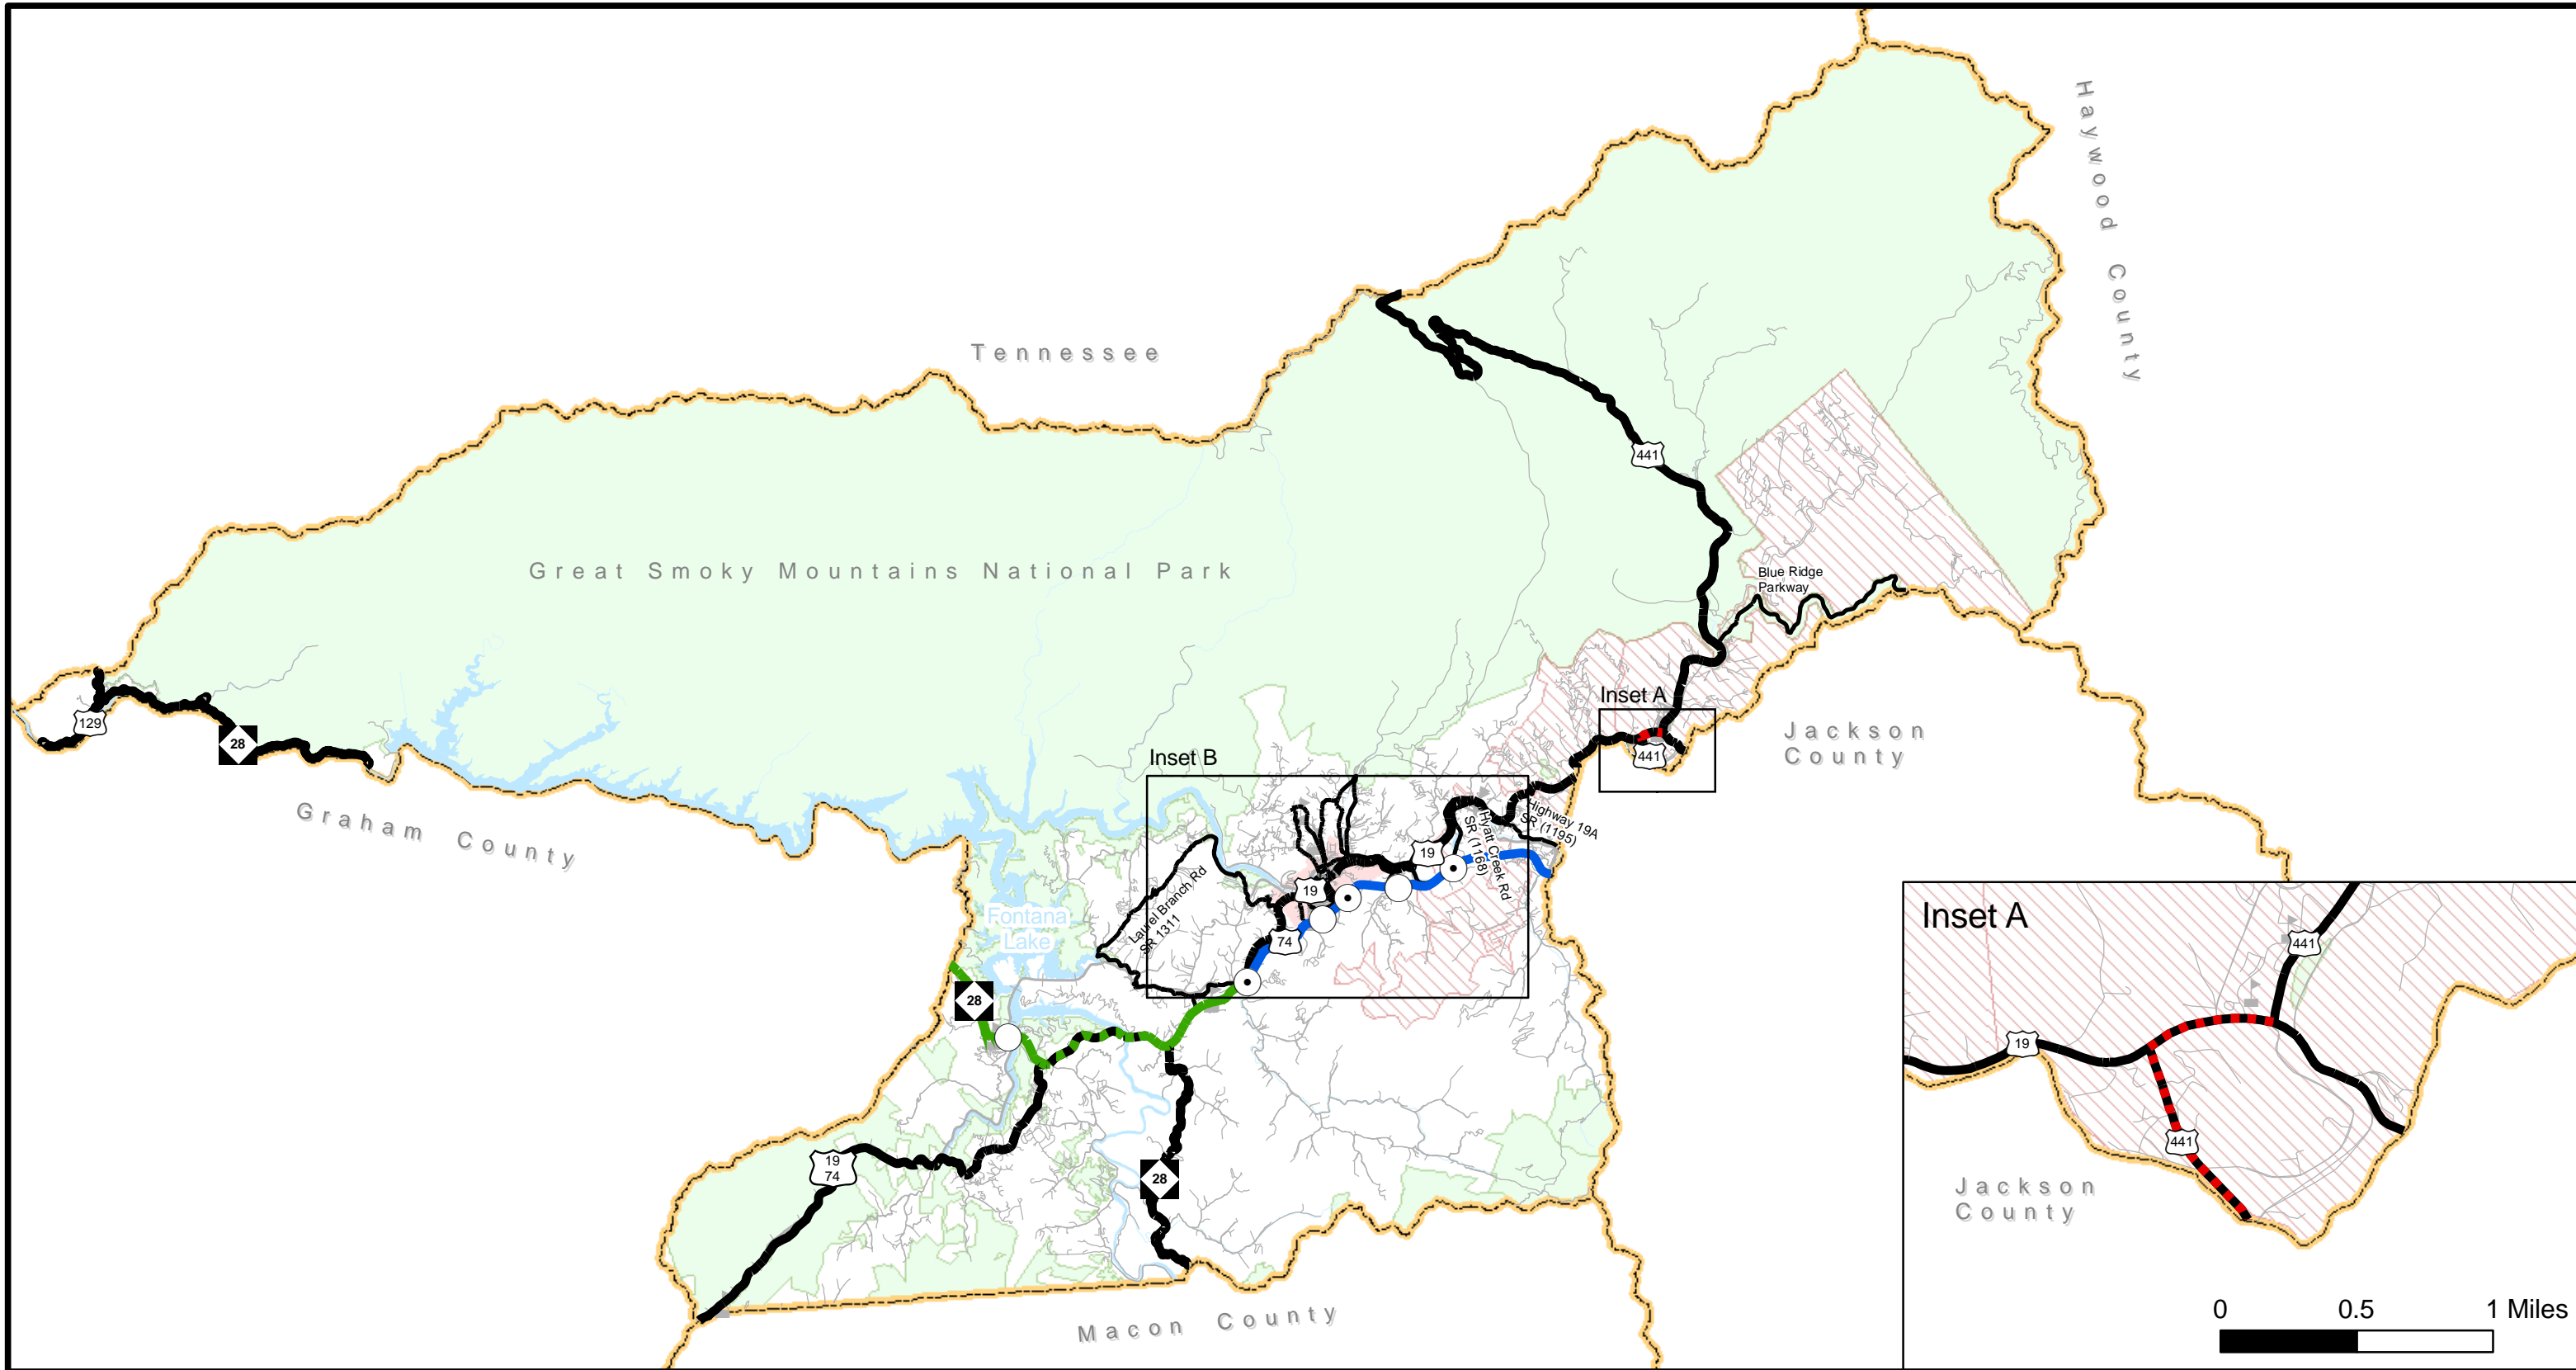 Haywood County
Tennessee
441
Great Smoky Mountains National Park
Blue Ridge
Parkway
Inset A
129
28
441
Jackson
County
Inset B
Graham County
Highway 19A
SR (1195)
Hyatt Creek Rd
SR (1168)
19
19
Laurel Branch Rd
SR 1311
74
Fontana
Lake
28
19
74
28
Macon County
Inset A
441
19
441
Jackson
County
0 0.5 1 Miles